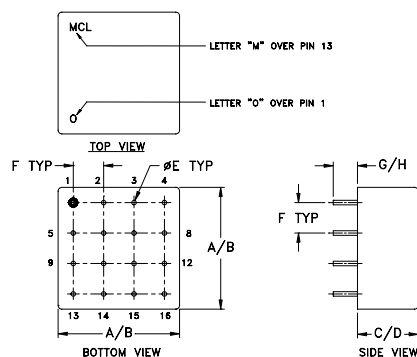 MCL
LETTER "M" OVER PIN 13
O
LETTER "O" OVER PIN 1
TOP VIEW
F TYP
ØE TYP
G/H
1 2 3 4
F TYP
5 8
A/B
9 12
13 14 15 16
A/B
C/D
BOTTOM VIEW
SIDE VIEW